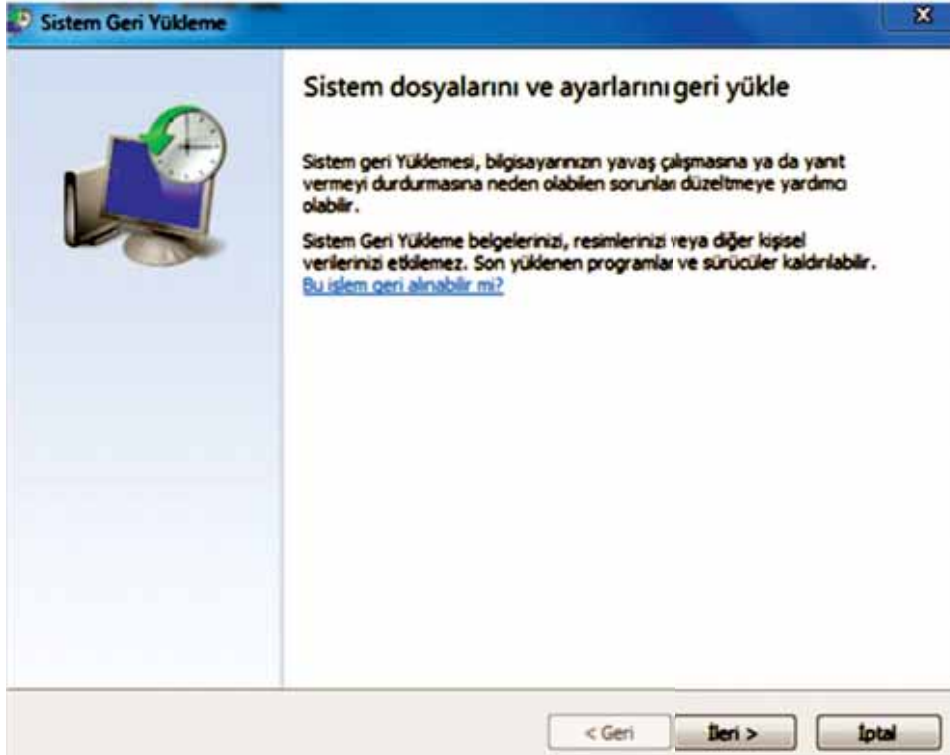 Sistem Geri Yükleme
Sistem dosyalarını ve ayarlarını geri yükle
Sistem geri Yüklemesi, bilgisayarınızın yavaş çalışmasına ya da yanıt
vermeyi durdurmasına neden olabilen sorunları düzeltmeye yardımcı
olabilir.
Sistem Geri Yükleme belgelerinizi, resimlerinizi veya diğer kişisel
verilerinizi etkilemez. Son yüklenen programlar ve sürücüler kaldırılabilir.
Bu işlem geri alınabilir mi?
< Geri İleri > İptal